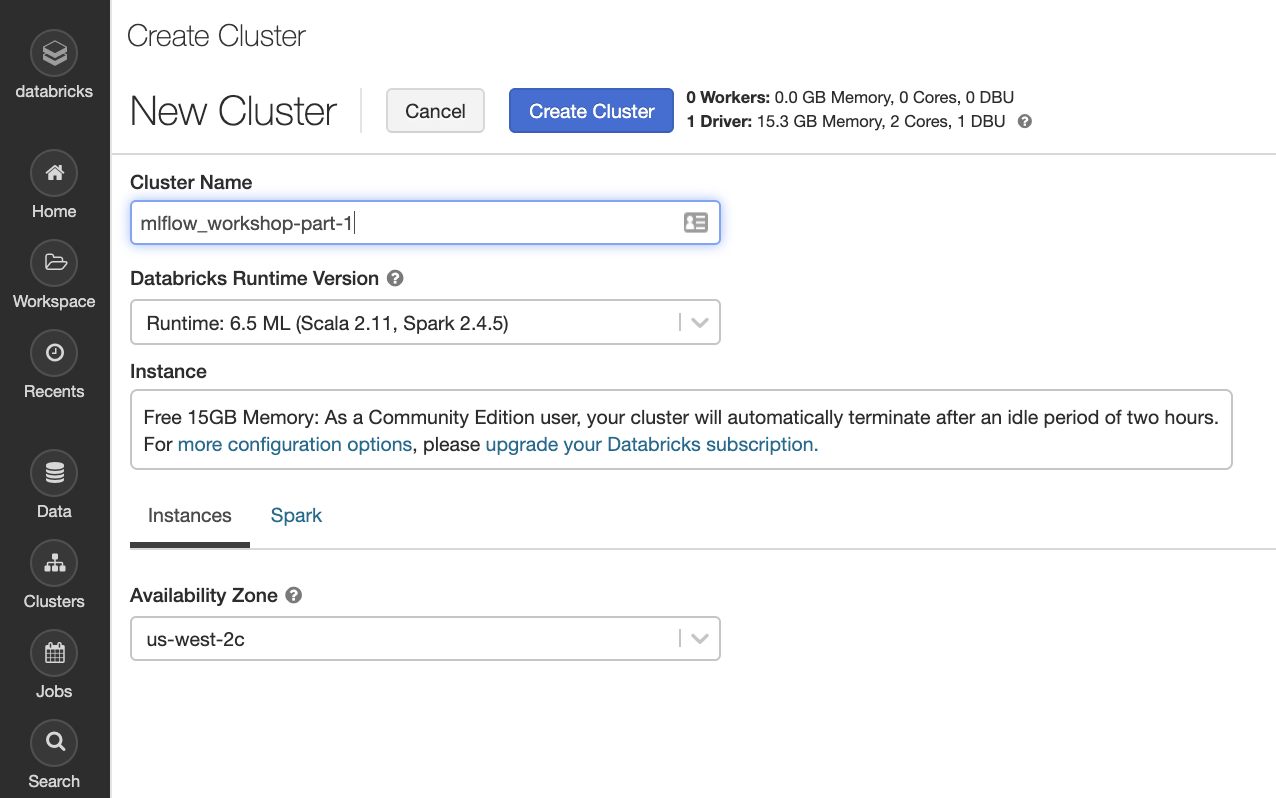 databricks
Home
Workspace
Recents
Data
Clusters
Jobs
Search
Create Cluster
New Cluster
Cancel
Create Cluster
0 Workers: 0.0 GB Memory, 0 Cores, 0 DBU
1 Driver: 15.3 GB Memory, 2 Cores, 1 DBU ?
Cluster Name
mlflow_workshop-part-1
Databricks Runtime Version ?
Runtime: 6.5 ML (Scala 2.11, Spark 2.4.5)
Instance
Free 15GB Memory: As a Community Edition user, your cluster will automatically terminate after an idle period of two hours.
For more configuration options, please upgrade your Databricks subscription.
Instances
Spark
Availability Zone ?
us-west-2c